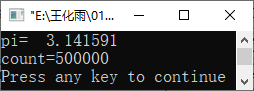 "E:\王化雨\01...
pi=  3.141591
count=500000
Press any key to continue